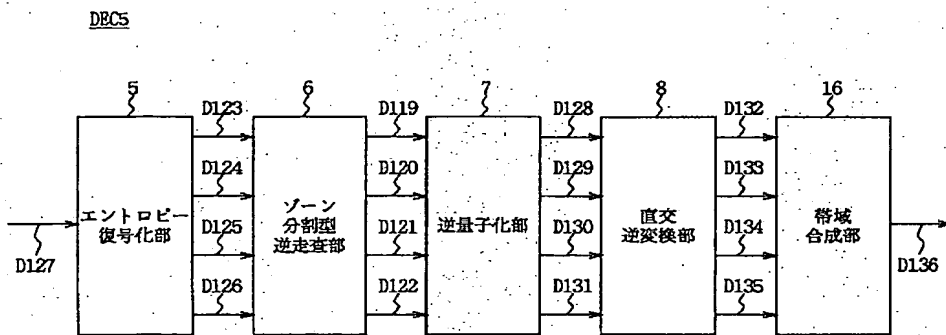 DEC5
5
6
7
8
16
D123
D119
D128
D132
D124
D120
D129
D133
エントロピー
復号化部
ゾーン
分割型
逆走査部
逆量子化部
直交
逆変換部
帯域
合成部
D125
D121
D130
D134
D127
D136
D126
D122
D131
D135